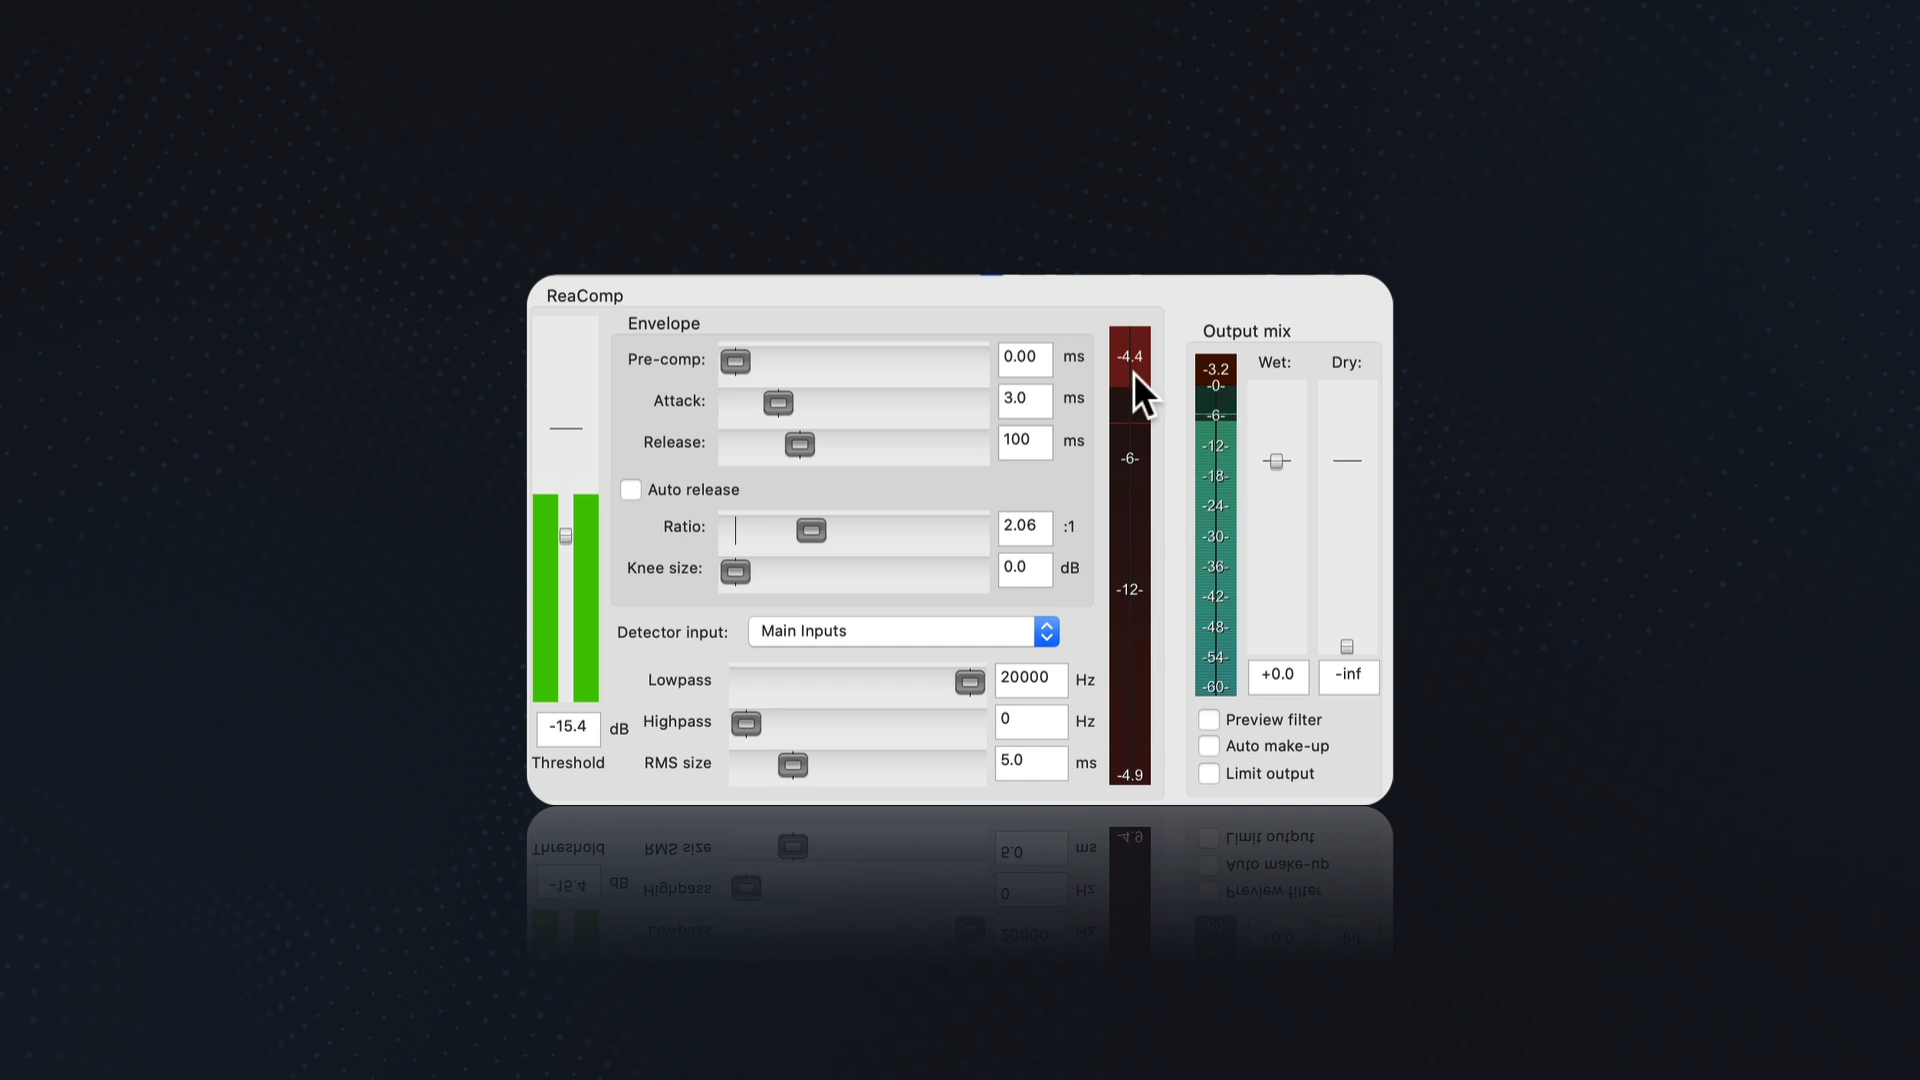 ReaComp
Envelope
Pre-comp: 0.00 ms
Attack: 3.0 ms
Release: 100 ms
Auto release
Ratio: 2.06 :1
Knee size: 0.0 dB
Detector input: Main Inputs
Lowpass 20000 Hz
Highpass 0 Hz
RMS size 5.0 ms
-15.4 dB
Threshold
-4.4
-6-
-12-
-4.9
Output mix
Wet: Dry:
-3.2
-0-
-6-
-12-
-18-
-24-
-30-
-36-
-42-
-48-
-54-
-60-
+0.0 -inf
Preview filter
Auto make-up
Limit output